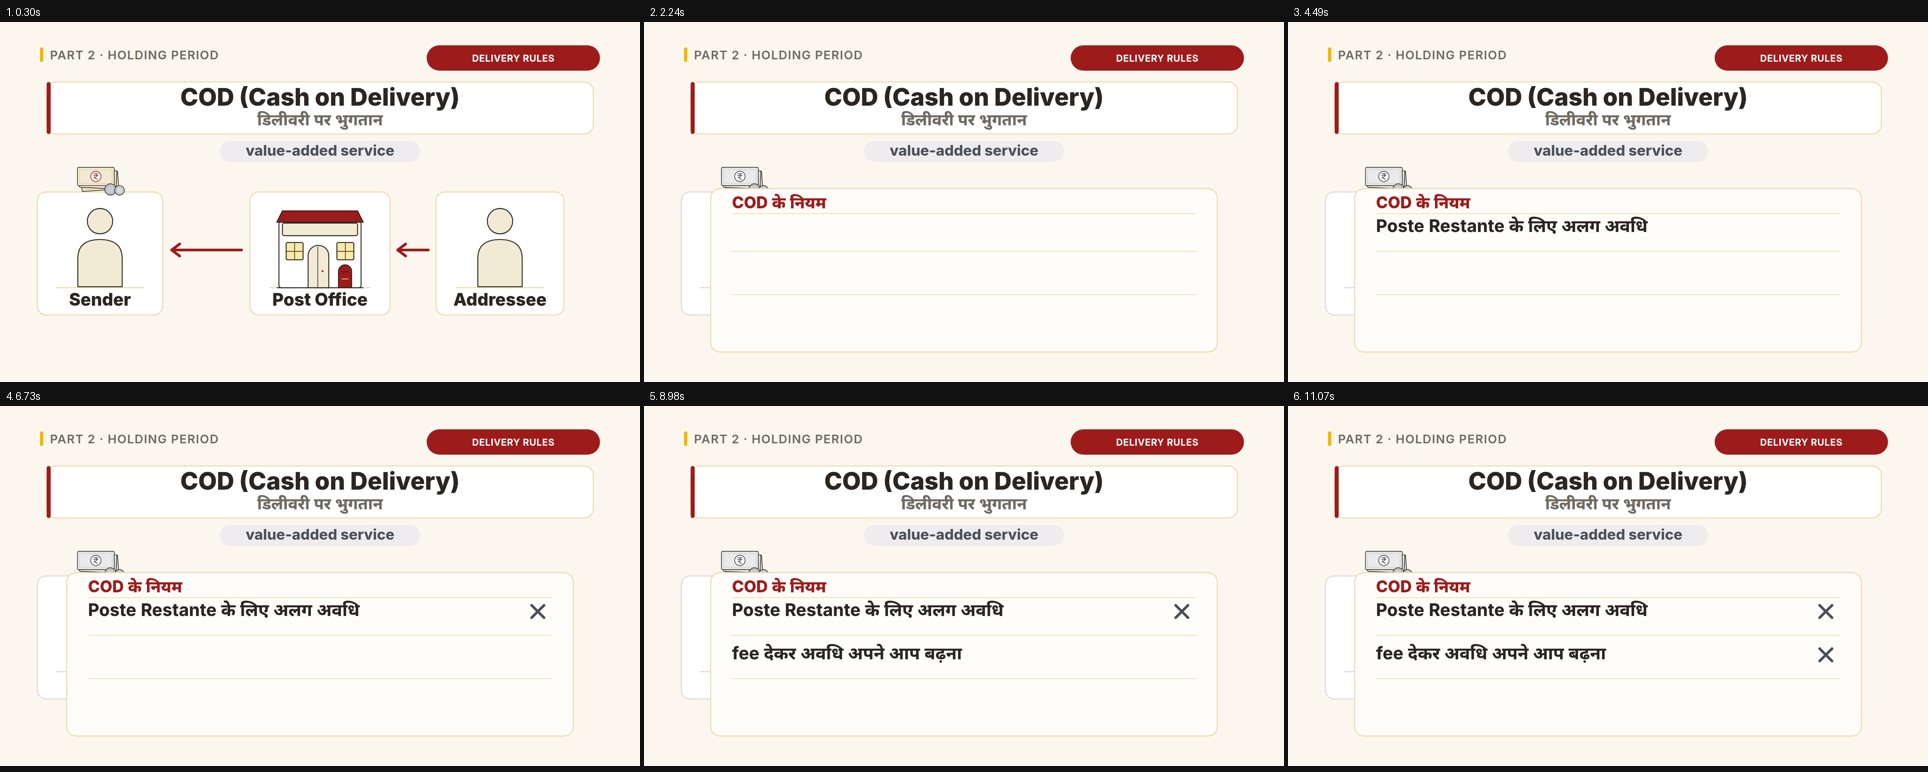 1. 0.30s
PART 2 · HOLDING PERIOD
DELIVERY RULES
COD (Cash on Delivery)
डिलीवरी पर भुगतान
value-added service
₹
Sender
Post Office
Addressee
2. 2.24s
PART 2 · HOLDING PERIOD
DELIVERY RULES
COD (Cash on Delivery)
डिलीवरी पर भुगतान
value-added service
₹
COD के नियम
3. 4.49s
PART 2 · HOLDING PERIOD
DELIVERY RULES
COD (Cash on Delivery)
डिलीवरी पर भुगतान
value-added service
₹
COD के नियम
Poste Restante के लिए अलग अवधि
4. 6.73s
PART 2 · HOLDING PERIOD
DELIVERY RULES
COD (Cash on Delivery)
डिलीवरी पर भुगतान
value-added service
₹
COD के नियम
Poste Restante के लिए अलग अवधि
5. 8.98s
PART 2 · HOLDING PERIOD
DELIVERY RULES
COD (Cash on Delivery)
डिलीवरी पर भुगतान
value-added service
₹
COD के नियम
Poste Restante के लिए अलग अवधि
fee देकर अवधि अपने आप बढ़ना
6. 11.07s
PART 2 · HOLDING PERIOD
DELIVERY RULES
COD (Cash on Delivery)
डिलीवरी पर भुगतान
value-added service
₹
COD के नियम
Poste Restante के लिए अलग अवधि
fee देकर अवधि अपने आप बढ़ना